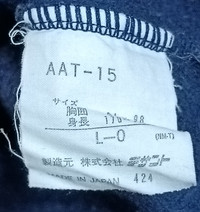 AAT-15
サイズ
胸囲
身長
L-O (NH-T)
製造元 株式会社 デサント
MADE IN JAPAN 424